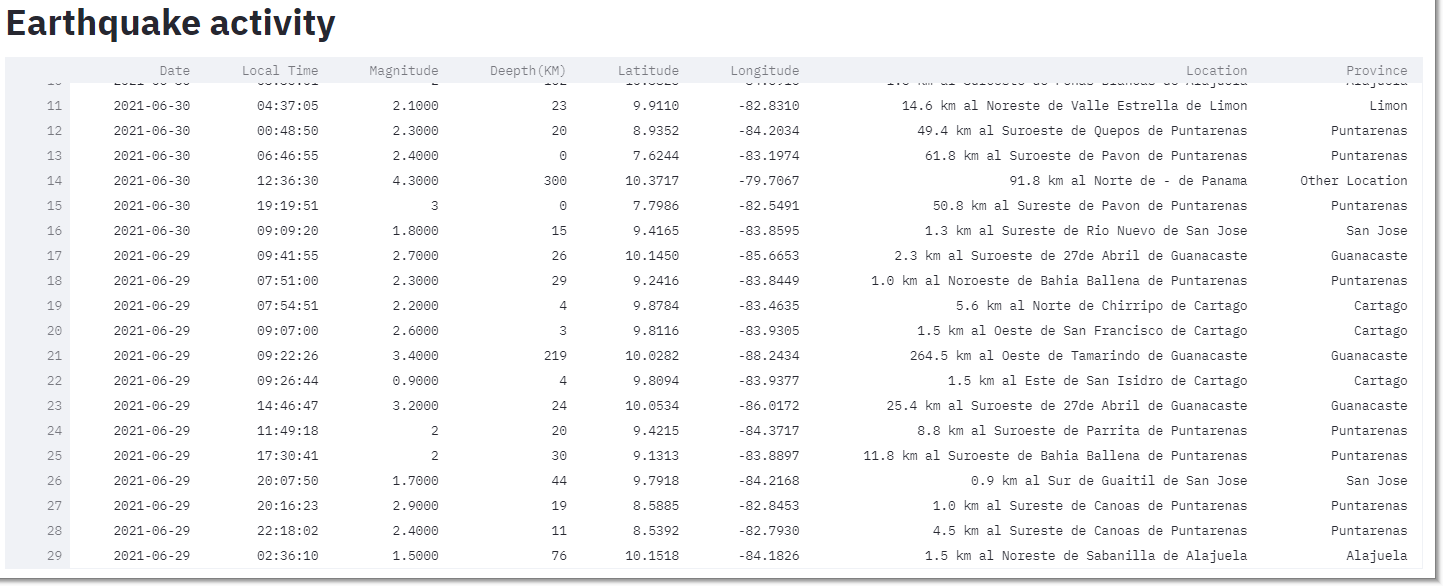 Earthquake activity
Date Local Time Magnitude Deepth(KM) Latitude Longitude Location Province
11 2021-06-30 04:37:05 2.1000 23 9.9110 -82.8310 14.6 km al Noreste de Valle Estrella de Limon Limon
12 2021-06-30 00:48:50 2.3000 20 8.9352 -84.2034 49.4 km al Suroeste de Quepos de Puntarenas Puntarenas
13 2021-06-30 06:46:55 2.4000 0 7.6244 -83.1974 61.8 km al Suroeste de Pavon de Puntarenas Puntarenas
14 2021-06-30 12:36:30 4.3000 300 10.3717 -79.7067 91.8 km al Norte de - de Panama Other Location
15 2021-06-30 19:19:51 3 0 7.7986 -82.5491 50.8 km al Sureste de Pavon de Puntarenas Puntarenas
16 2021-06-30 09:09:20 1.8000 15 9.4165 -83.8595 1.3 km al Sureste de Rio Nuevo de San Jose San Jose
17 2021-06-29 09:41:55 2.7000 26 10.1450 -85.6653 2.3 km al Suroeste de 27de Abril de Guanacaste Guanacaste
18 2021-06-29 07:51:00 2.3000 29 9.2416 -83.8449 1.0 km al Noroeste de Bahia Ballena de Puntarenas Puntarenas
19 2021-06-29 07:54:51 2.2000 4 9.8784 -83.4635 5.6 km al Norte de Chirripo de Cartago Cartago
20 2021-06-29 09:07:00 2.6000 3 9.8116 -83.9305 1.5 km al Oeste de San Francisco de Cartago Cartago
21 2021-06-29 09:22:26 3.4000 219 10.0282 -88.2434 264.5 km al Oeste de Tamarindo de Guanacaste Guanacaste
22 2021-06-29 09:26:44 0.9000 4 9.8094 -83.9377 1.5 km al Este de San Isidro de Cartago Cartago
23 2021-06-29 14:46:47 3.2000 24 10.0534 -86.0172 25.4 km al Suroeste de 27de Abril de Guanacaste Guanacaste
24 2021-06-29 11:49:18 2 20 9.4215 -84.3717 8.8 km al Suroeste de Parrita de Puntarenas Puntarenas
25 2021-06-29 17:30:41 2 30 9.1313 -83.8897 11.8 km al Suroeste de Bahia Ballena de Puntarenas Puntarenas
26 2021-06-29 20:07:50 1.7000 44 9.7918 -84.2168 0.9 km al Sur de Guaitil de San Jose San Jose
27 2021-06-29 20:16:23 2.9000 19 8.5885 -82.8453 1.0 km al Sureste de Canoas de Puntarenas Puntarenas
28 2021-06-29 22:18:02 2.4000 11 8.5392 -82.7930 4.5 km al Sureste de Canoas de Puntarenas Puntarenas
29 2021-06-29 02:36:10 1.5000 76 10.1518 -84.1826 1.5 km al Noreste de Sabanilla de Alajuela Alajuela